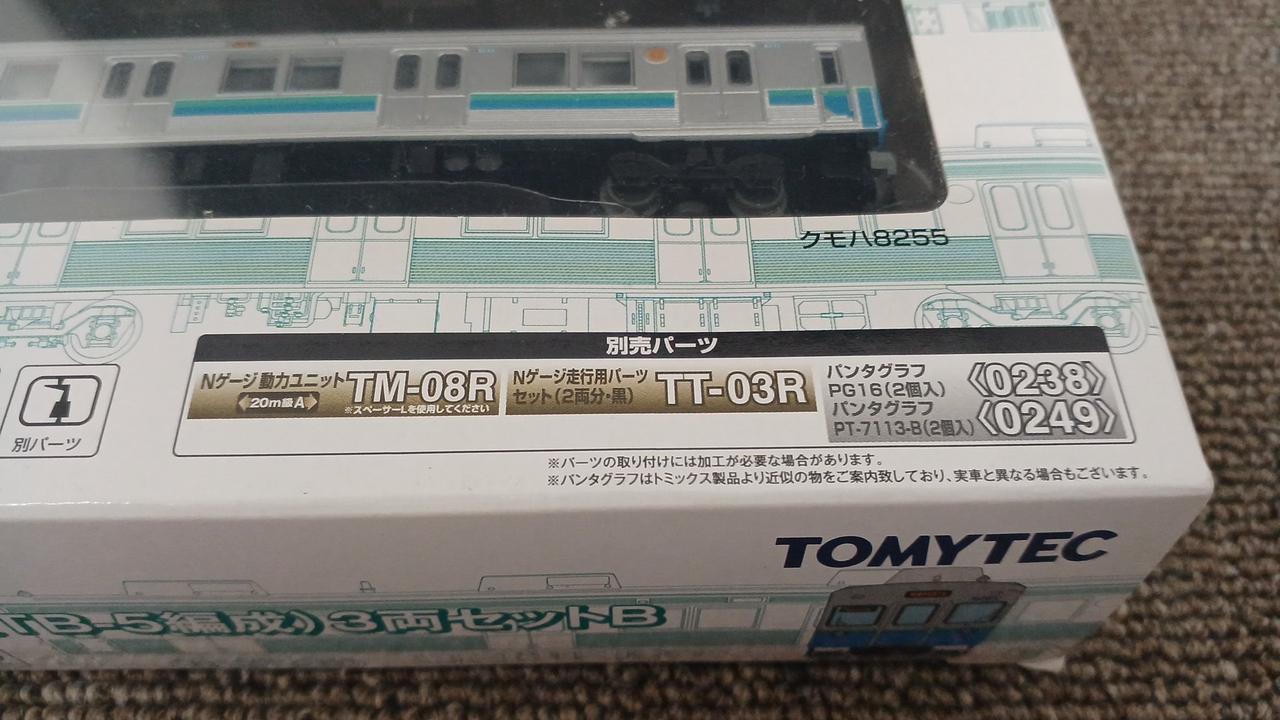 クモハ8255
別売パーツ
Nゲージ動力ユニット TM-08R
20m級A
※スペーサーLを使用してください
Nゲージ走行用パーツ
セット(2両分・黒) TT-03R
パンタグラフ
PG16(2個入) 〈0238〉
パンタグラフ
PT-7113-B(2個入) 〈0249〉
別パーツ
※パーツの取り付けには加工が必要な場合があります。
※パンタグラフはトミックス製品より近似の物をご案内致しており、実車と異なる場合もございます。
TOMYTEC
TB-5編成) 3両セットB